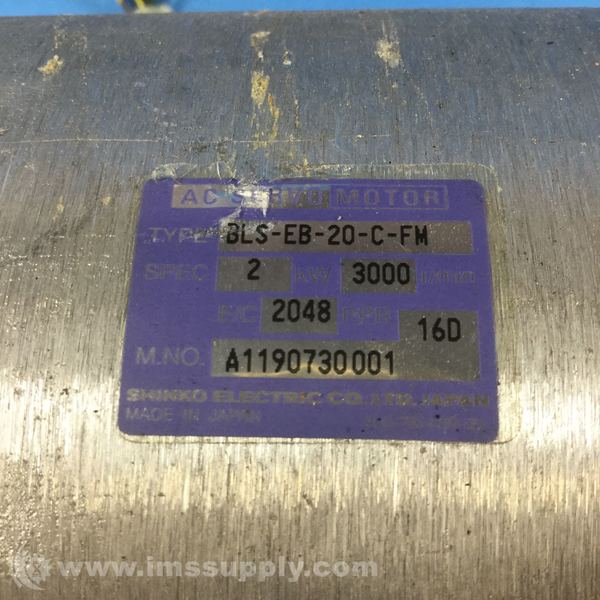 AC SERVO MOTOR
TYPE BLS-EB-20-C-FM
SPEC 2 kW 3000 r/min
E/C 2048 PPR 16D
M.NO. A1190730001
SHINKO ELECTRIC CO.,LTD. JAPAN
MADE IN JAPAN
www.imssupply.com